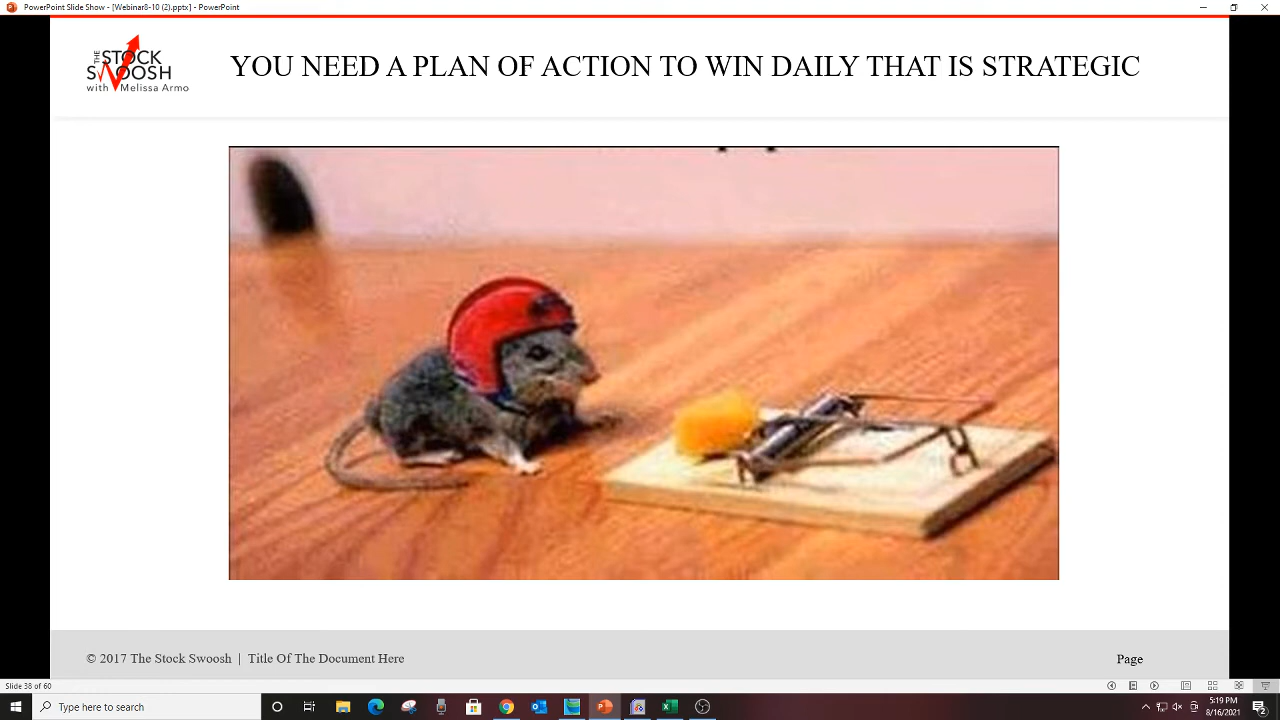 PowerPoint Slide Show - [Webinar8-10 (2).pptx] - PowerPoint
THE
STOCK
SWOOSH
with Melissa Armo
YOU NEED A PLAN OF ACTION TO WIN DAILY THAT IS STRATEGIC
© 2017 The Stock Swoosh | Title Of The Document Here
Page
Slide 38 of 60
Type here to search
5:19 PM
8/16/2021
2